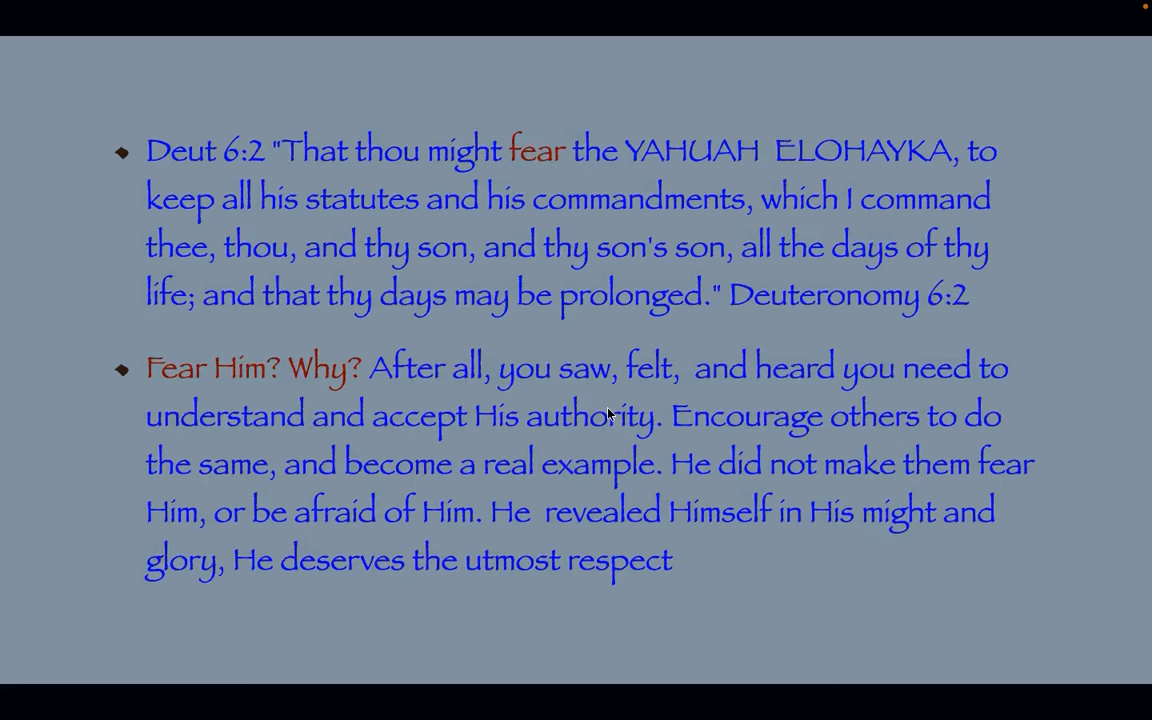 Deut 6:2 "That thou might fear the YAHUAH ELOHAYKA, to
keep all his statutes and his commandments, which I command
thee, thou, and thy son, and thy son's son, all the days of thy
life; and that thy days may be prolonged." Deuteronomy 6:2
Fear Him? Why? After all, you saw, felt, and heard you need to
understand and accept His authority. Encourage others to do
the same, and become a real example. He did not make them fear
Him, or be afraid of Him. He revealed Himself in His might and
glory, He deserves the utmost respect